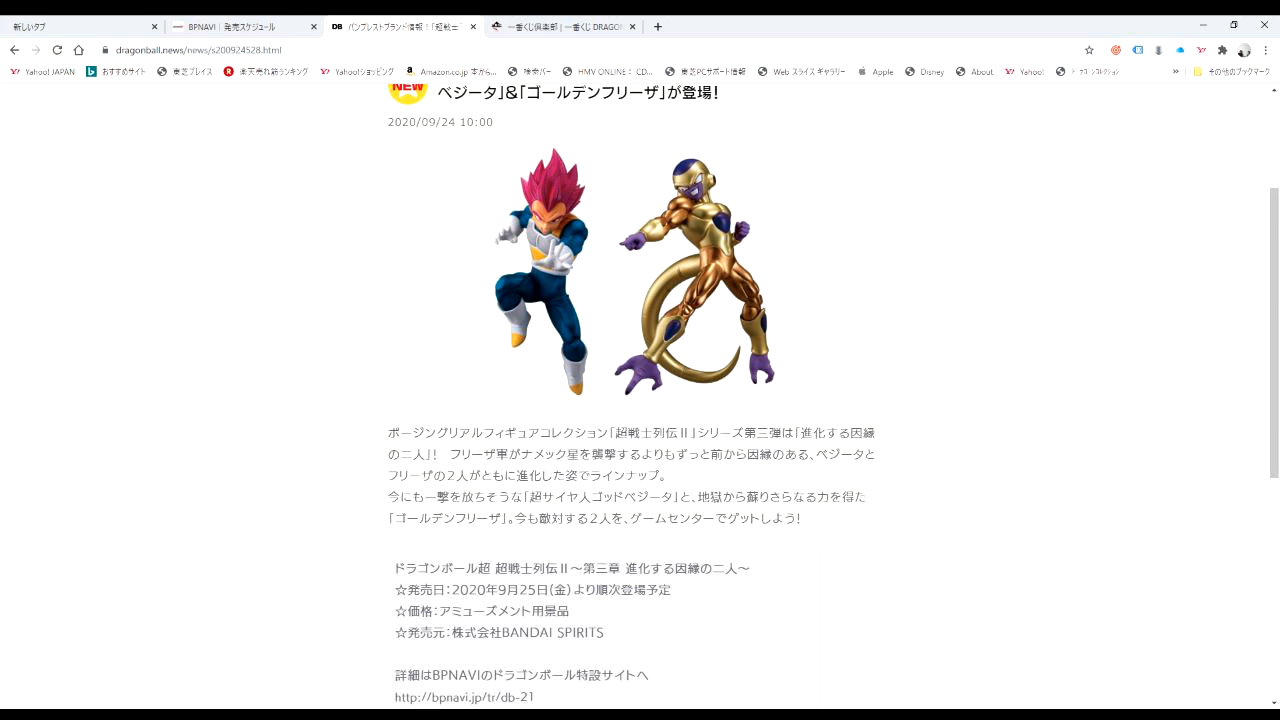 新しいタブ
BPNAVI｜発売スケジュール
DB バンプレストブランド情報！「超戦士
一番くじ倶楽部｜一番くじ DRAGON
dragonball.news/news/s200924528.html
Yahoo! JAPAN
おすすめサイト
東芝プレイス
楽天売れ筋ランキング
Yahoo!ショッピング
Amazon.co.jp 本から...
検索バー
HMV ONLINE： CD...
東芝PCサポート情報
Web スライス ギャラリー
Apple
Disney
About
Yahoo!
その他のブックマーク
NEW
ベジータ」&「ゴールデンフリーザ」が登場！
2020/09/24 10:00
ポージングリアルフィギュアコレクション「超戦士列伝Ⅱ」シリーズ第三弾は「進化する因縁
の二人」！ フリーザ軍がナメック星を襲撃するよりもずっと前から因縁のある、ベジータと
フリーザの２人がともに進化した姿でラインナップ。
今にも一撃を放ちそうな「超サイヤ人ゴッドベジータ」と、地獄から蘇りさらなる力を得た
「ゴールデンフリーザ」。今も敵対する２人を、ゲームセンターでゲットしよう！
ドラゴンボール超 超戦士列伝Ⅱ～第三章 進化する因縁の二人～
☆発売日：2020年9月25日（金）より順次登場予定
☆価格：アミューズメント用景品
☆発売元：株式会社BANDAI SPIRITS
詳細はBPNAVIのドラゴンボール特設サイトへ
http://bpnavi.jp/tr/db-21